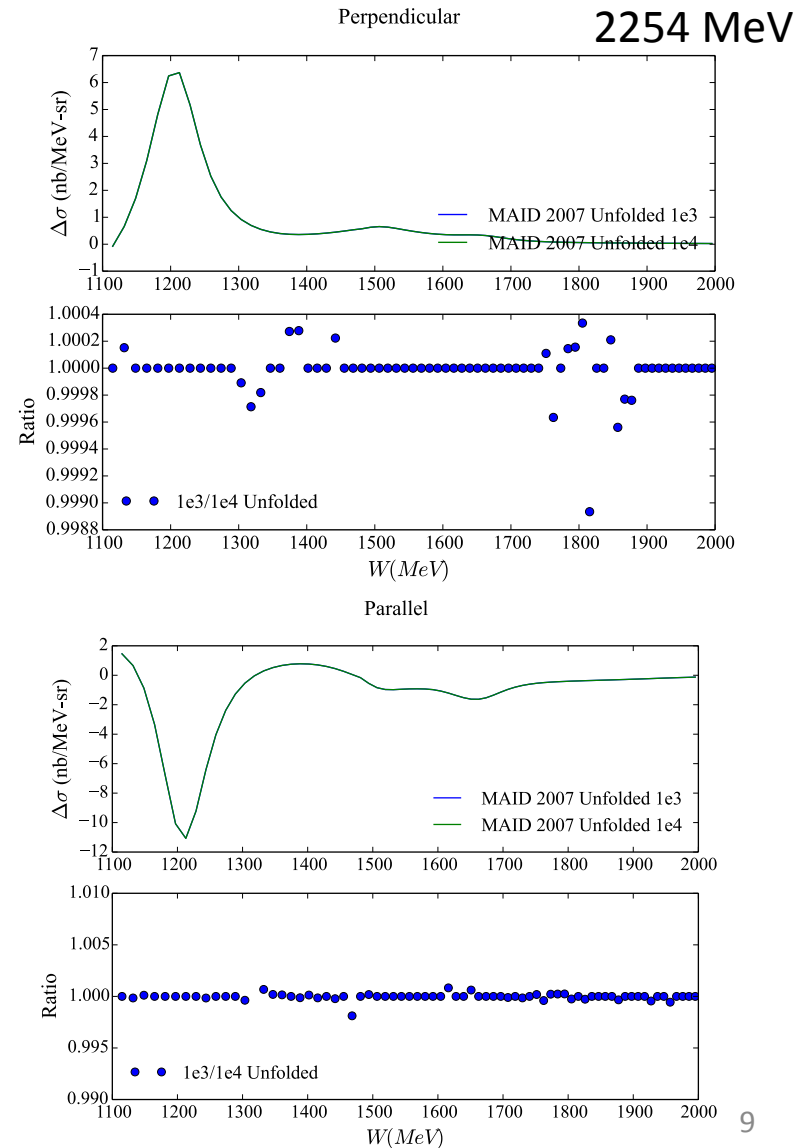 Perpendicular
2254 MeV
7
6
5
4
3
2
1
0
−1
Δσ (nb/MeV-sr)
MAID 2007 Unfolded 1e3
MAID 2007 Unfolded 1e4
1100 1200 1300 1400 1500 1600 1700 1800 1900 2000
1.0004
1.0002
1.0000
0.9998
0.9996
0.9994
0.9992
0.9990
0.9988
Ratio
1e3/1e4 Unfolded
1100 1200 1300 1400 1500 1600 1700 1800 1900 2000
W(MeV)
Parallel
2
0
−2
−4
−6
−8
−10
−12
Δσ (nb/MeV-sr)
MAID 2007 Unfolded 1e3
MAID 2007 Unfolded 1e4
1100 1200 1300 1400 1500 1600 1700 1800 1900 2000
1.010
1.005
1.000
0.995
0.990
Ratio
1e3/1e4 Unfolded
1100 1200 1300 1400 1500 1600 1700 1800 1900 2000
W(MeV)
9